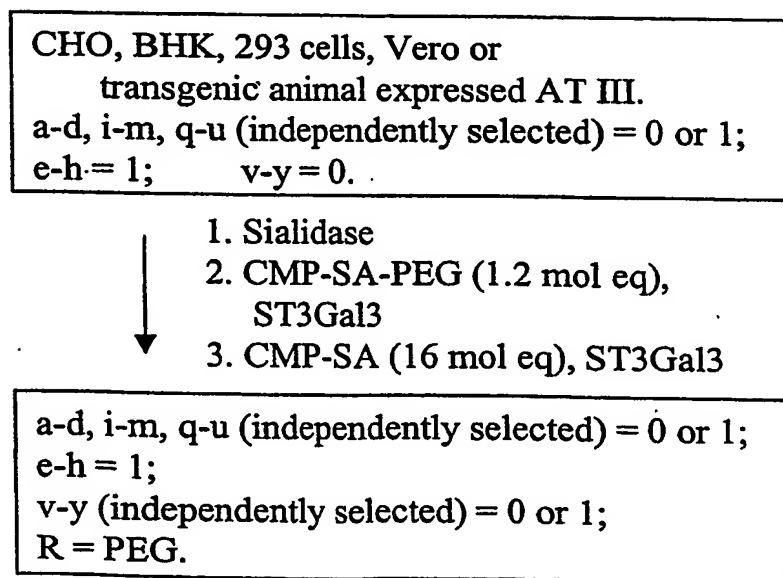 CHO, BHK, 293 cells, Vero or
transgenic animal expressed AT III.
a-d, i-m, q-u (independently selected) = 0 or 1;
e-h = 1; v-y = 0.
1. Sialidase
2. CMP-SA-PEG (1.2 mol eq),
ST3Gal3
3. CMP-SA (16 mol eq), ST3Gal3
a-d, i-m, q-u (independently selected) = 0 or 1;
e-h = 1;
v-y (independently selected) = 0 or 1;
R = PEG.